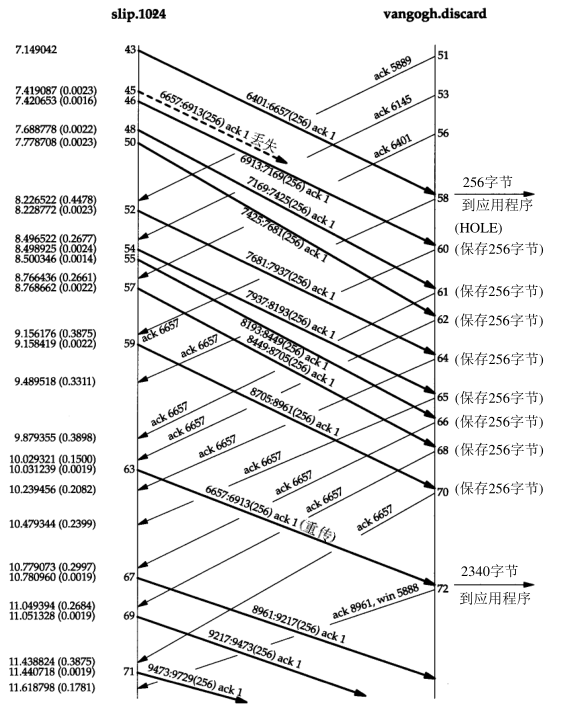 slip.1024
vangogh.discard
7.149042
43
51
ack 5889
7.419087 (0.0023)
45
7.420653 (0.0016)
46
6657:6913(256) ack 1 丢失
6401:6657(256) ack 1
53
ack 6145
7.688778 (0.0022)
48
7.778708 (0.0023)
50
56
ack 6401
6913:7169(256) ack 1
7169:7425(256) ack 1
7425:7681(256) ack 1
58
256字节
到应用程序
(HOLE)
8.226522 (0.4478)
8.228772 (0.0023)
52
60
(保存256字节)
8.496522 (0.2677)
8.498925 (0.0024)
54
8.500346 (0.0014)
55
7681:7937(256) ack 1
8.766436 (0.2661)
8.768662 (0.0022)
57
7937:8193(256) ack 1
61
(保存256字节)
8193:8449(256) ack 1
62
(保存256字节)
8449:8705(256) ack 1
9.156176 (0.3875)
ack 6657
9.158419 (0.0022)
59
ack 6657
64
(保存256字节)
9.489518 (0.3311)
8705:8961(256) ack 1
65
(保存256字节)
ack 6657
66
(保存256字节)
9.879355 (0.3898)
ack 6657
68
(保存256字节)
10.029321 (0.1500)
ack 6657
10.031239 (0.0019)
63
ack 6657
70
(保存256字节)
10.239456 (0.2082)
6657:6913(256) ack 1 (重传)
ack 6657
10.479344 (0.2399)
ack 6657
10.779073 (0.2997)
10.780960 (0.0019)
67
72
2340字节
到应用程序
ack 8961, win 5888
11.049394 (0.2684)
11.051328 (0.0019)
69
8961:9217(256) ack 1
9217:9473(256) ack 1
11.438824 (0.3875)
11.440718 (0.0019)
71
9473:9729(256) ack 1
11.618798 (0.1781)